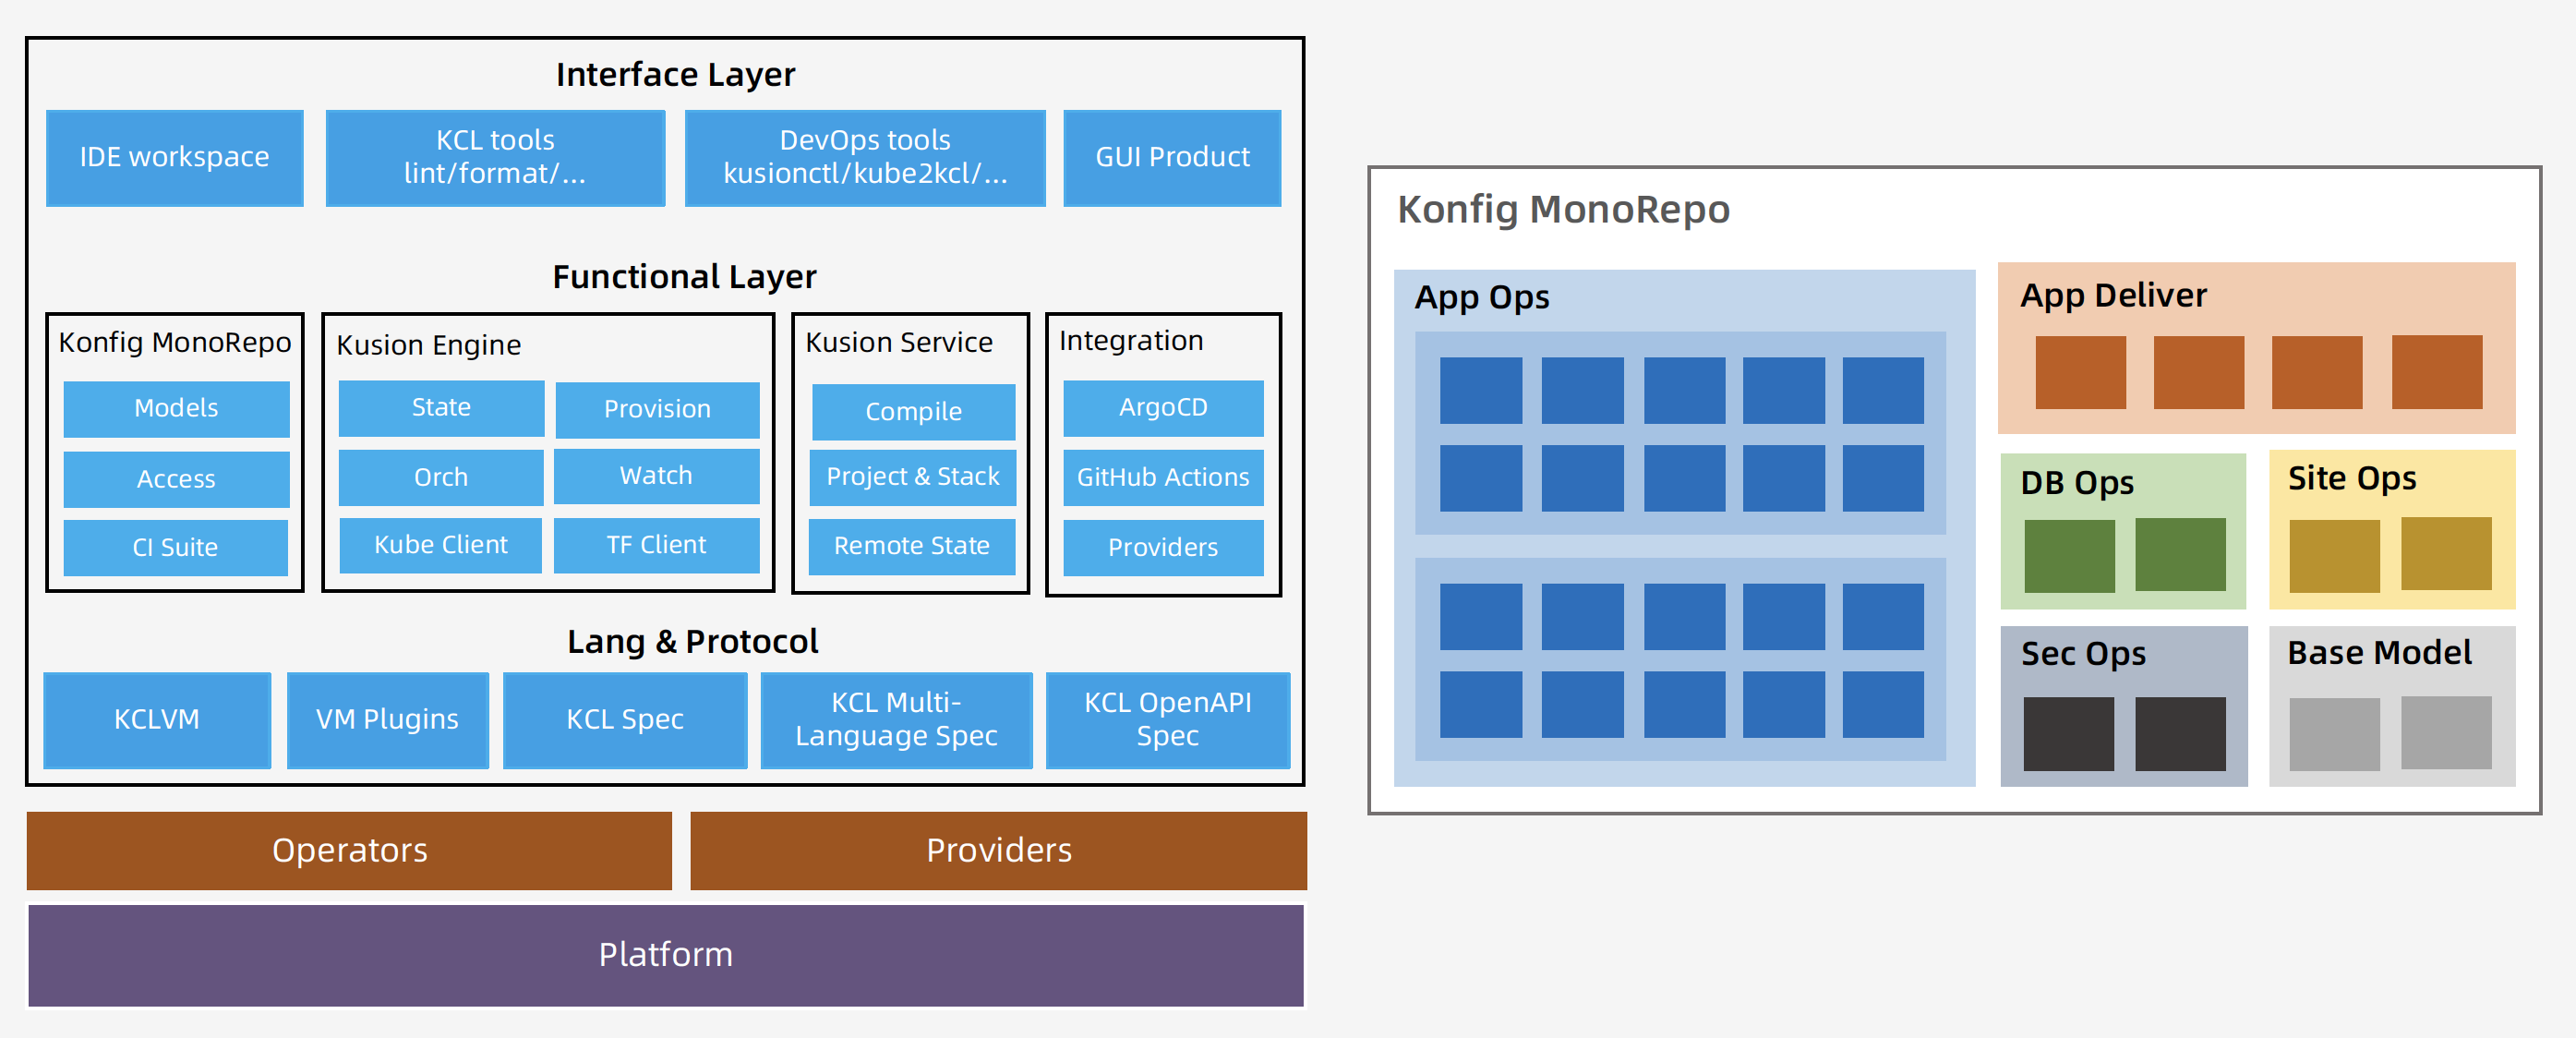 Interface Layer
IDE workspace
KCL tools
lint/format/...
DevOps tools
kusionctl/kube2kcl/...
GUI Product
Functional Layer
Konfig MonoRepo
Models
Access
CI Suite
Kusion Engine
State
Provision
Orch
Watch
Kube Client
TF Client
Kusion Service
Compile
Project & Stack
Remote State
Integration
ArgoCD
GitHub Actions
Providers
Lang & Protocol
KCLVM
VM Plugins
KCL Spec
KCL Multi-
Language Spec
KCL OpenAPI
Spec
Operators
Providers
Platform
Konfig MonoRepo
App Ops
App Deliver
DB Ops
Site Ops
Sec Ops
Base Model